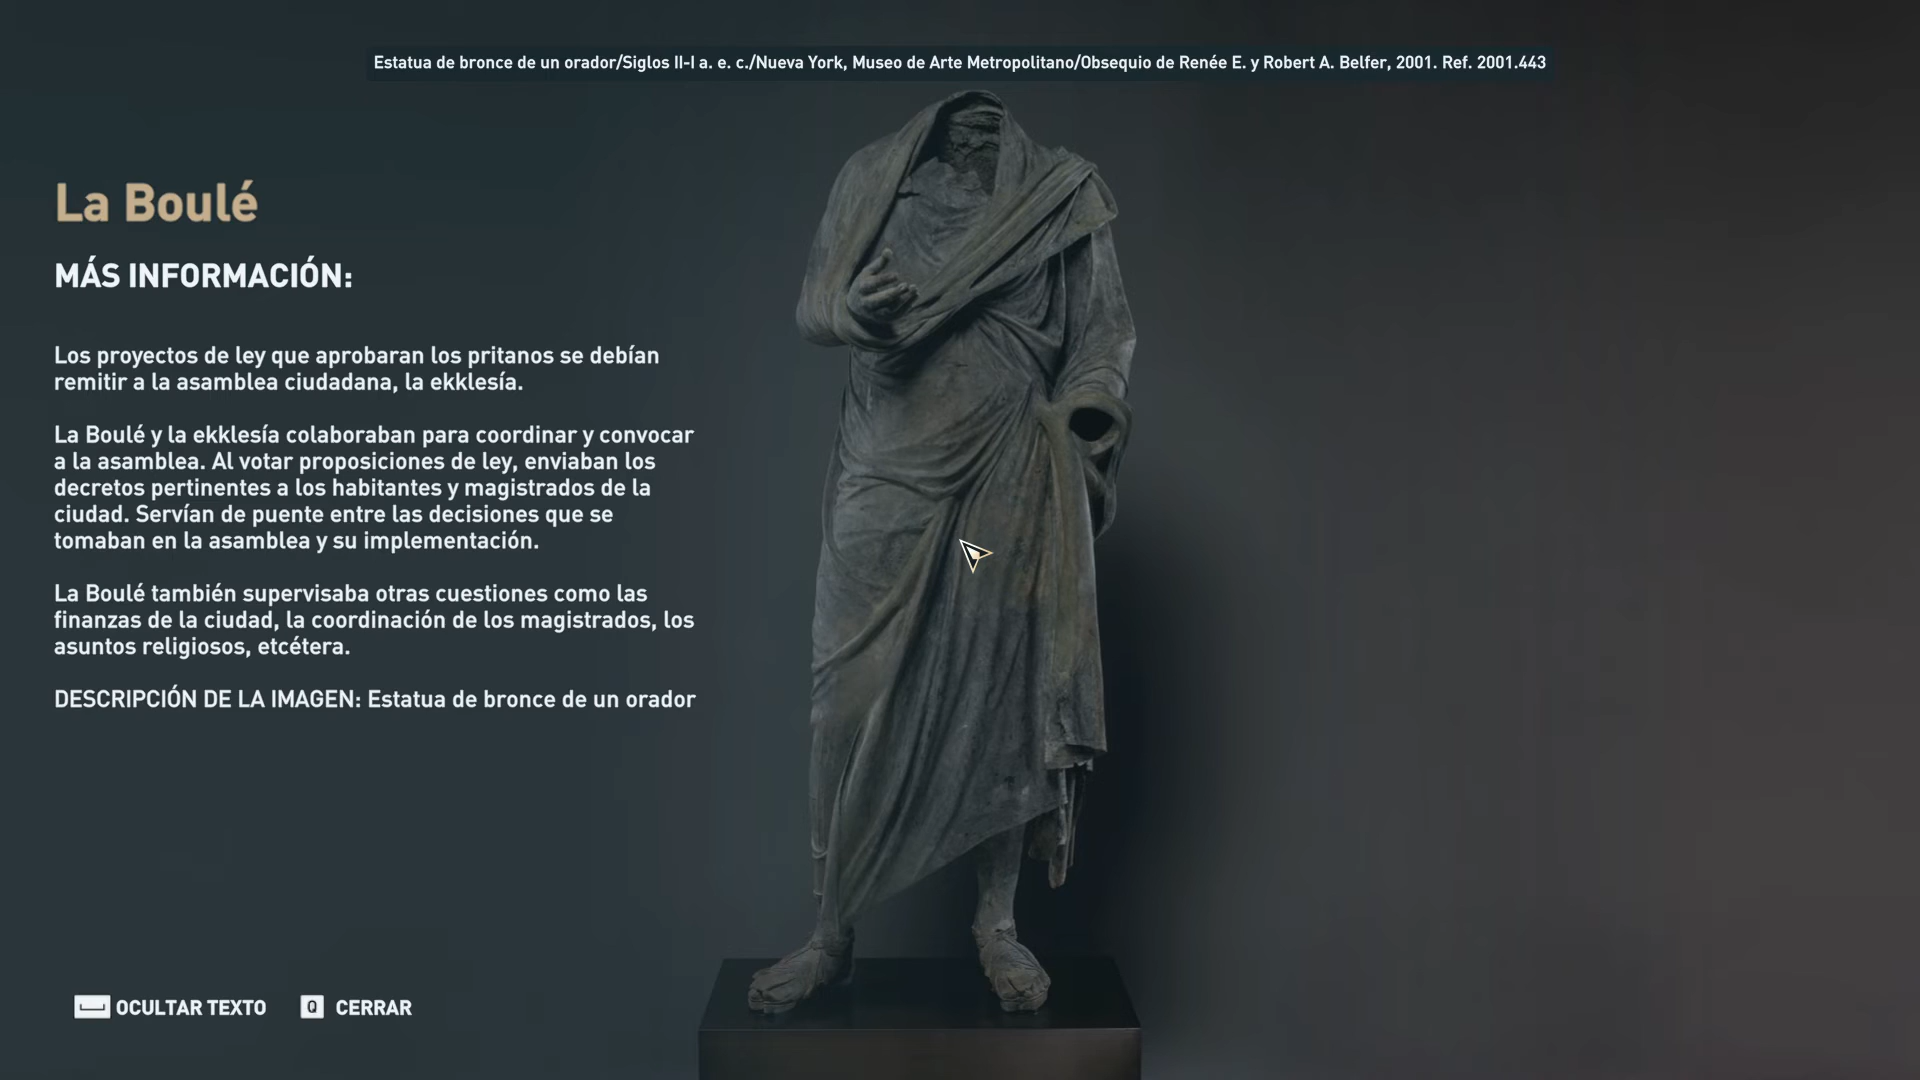 Estatua de bronce de un orador/Siglos II-I a. e. c./Nueva York, Museo de Arte Metropolitano/Obsequio de Renée E. y Robert A. Belfer, 2001. Ref. 2001.443
La Boulé
MÁS INFORMACIÓN:
Los proyectos de ley que aprobaran los pritanos se debían
remitir a la asamblea ciudadana, la ekklesía.
La Boulé y la ekklesía colaboraban para coordinar y convocar
a la asamblea. Al votar proposiciones de ley, enviaban los
decretos pertinentes a los habitantes y magistrados de la
ciudad. Servían de puente entre las decisiones que se
tomaban en la asamblea y su implementación.
La Boulé también supervisaba otras cuestiones como las
finanzas de la ciudad, la coordinación de los magistrados, los
asuntos religiosos, etcétera.
DESCRIPCIÓN DE LA IMAGEN: Estatua de bronce de un orador
OCULTAR TEXTO Q CERRAR